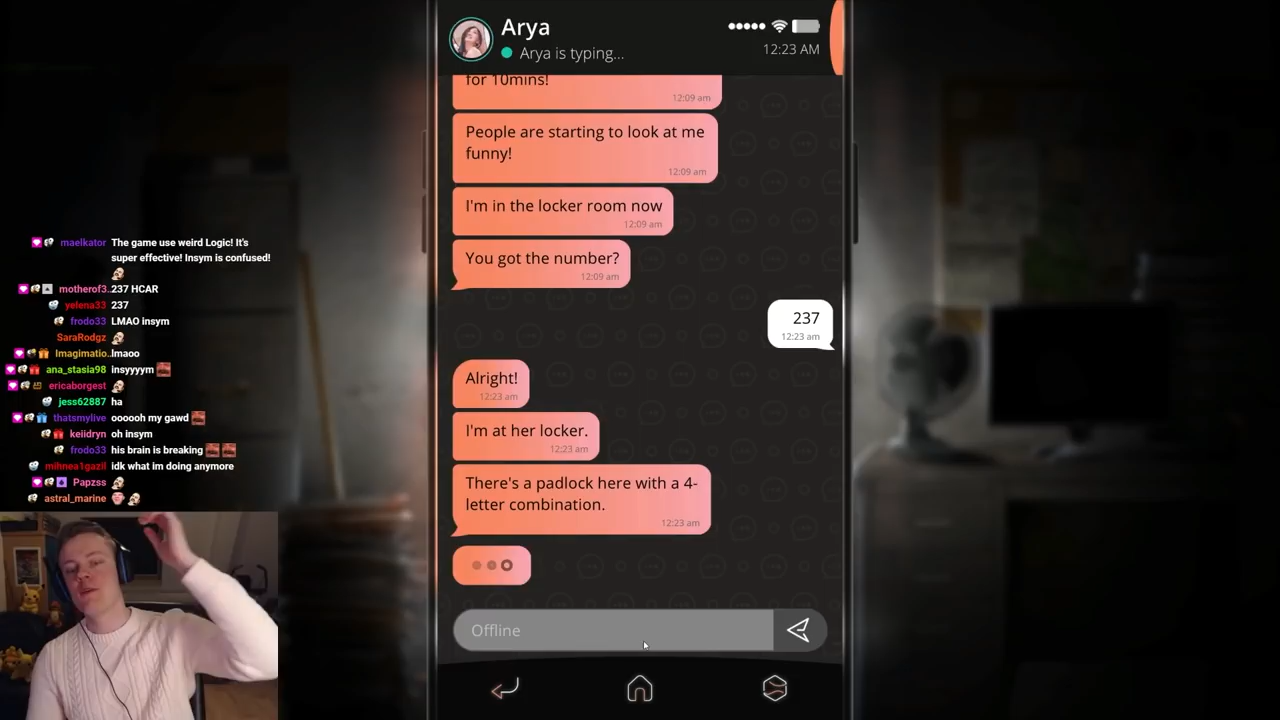 Arya
Arya is typing...
12:23 AM
for 10mins!
12:09 am
People are starting to look at me
funny!
12:09 am
I'm in the locker room now
12:09 am
You got the number?
12:09 am
237
12:23 am
Alright!
12:23 am
I'm at her locker.
12:23 am
There's a padlock here with a 4-
letter combination.
12:23 am
Offline
maelkator The game use weird Logic! It's
super effective! Insym is confused!
motherof3... 237 HCAR
yelena33 237
frodo33 LMAO insym
SaraRodgz
Imagimatio... lmaoo
ana_stasia98 insyyyym
ericaborgest
jess62887 ha
thatsmylive oooooh my gawd
keiidryn oh insym
frodo33 his brain is breaking
mihnea1gazil idk what im doing anymore
Papzss
astral_marine